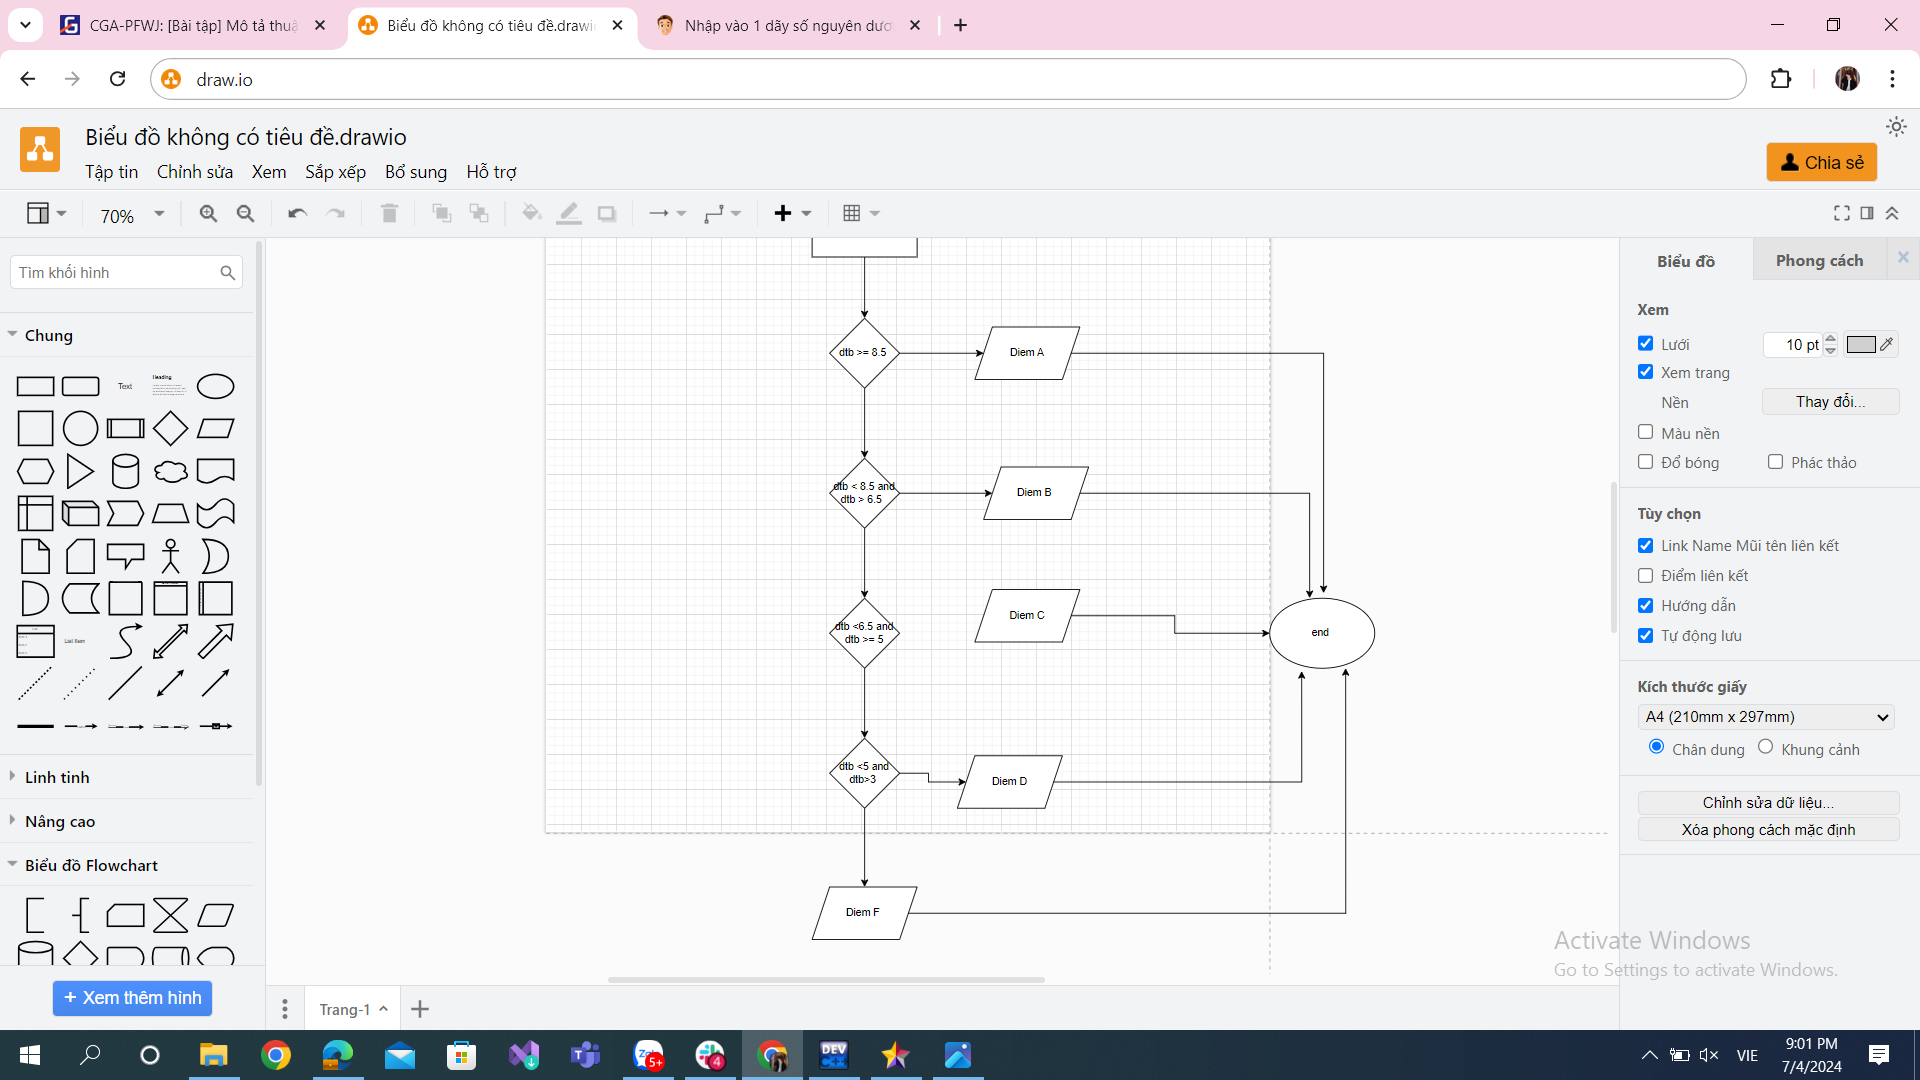 CGA-PFWJ: [Bài tập] Mô tả thuậ
Biểu đồ không có tiêu đề.drawio
Nhập vào 1 dãy số nguyên dươ
draw.io
Biểu đồ không có tiêu đề.drawio
Tập tin Chỉnh sửa Xem Sắp xếp Bổ sung Hỗ trợ
Chia sẻ
70%
Tìm khối hình
Chung
Text
Heading
List Item
Linh tinh
Nâng cao
Biểu đồ Flowchart
+ Xem thêm hình
dtb >= 8.5
Diem A
dtb < 8.5 and
dtb > 6.5
Diem B
dtb <6.5 and
dtb >= 5
Diem C
end
dtb <5 and
dtb>3
Diem D
Diem F
Trang-1
Biểu đồ
Phong cách
Xem
Lưới
10 pt
Xem trang
Nền
Thay đổi...
Màu nền
Đổ bóng
Phác thảo
Tùy chọn
Link Name Mũi tên liên kết
Điểm liên kết
Hướng dẫn
Tự động lưu
Kích thước giấy
A4 (210mm x 297mm)
Chân dung
Khung cảnh
Chỉnh sửa dữ liệu...
Xóa phong cách mặc định
Activate Windows
Go to Settings to activate Windows.
Zalo
5+
4
DEV
C++
VIE
9:01 PM
7/4/2024